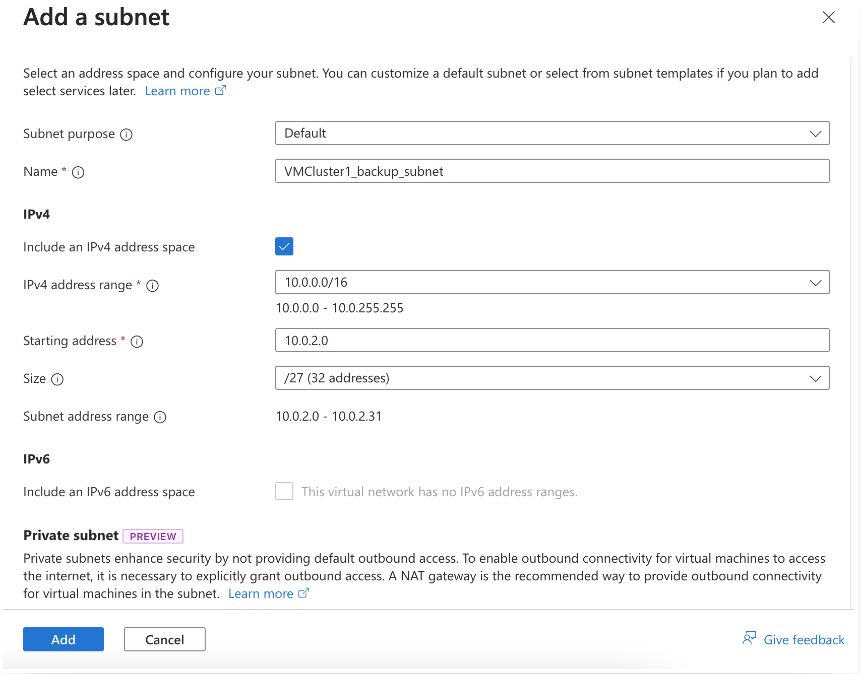 Add a subnet
Select an address space and configure your subnet. You can customize a default subnet or select from subnet templates if you plan to add
select services later. Learn more
Subnet purpose
Default
Name *
VMCluster1_backup_subnet
IPv4
Include an IPv4 address space
IPv4 address range *
10.0.0.0/16
10.0.0.0 - 10.0.255.255
Starting address *
10.0.2.0
Size
/27 (32 addresses)
Subnet address range
10.0.2.0 - 10.0.2.31
IPv6
Include an IPv6 address space
This virtual network has no IPv6 address ranges.
Private subnet PREVIEW
Private subnets enhance security by not providing default outbound access. To enable outbound connectivity for virtual machines to access
the internet, it is necessary to explicitly grant outbound access. A NAT gateway is the recommended way to provide outbound connectivity
for virtual machines in the subnet. Learn more
Add
Cancel
Give feedback